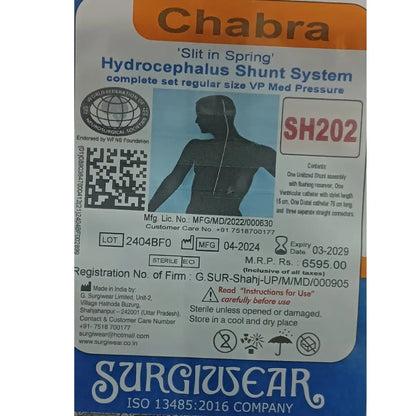 Chabra
'Slit in Spring'
Hydrocephalus Shunt System
complete set regular size VP Med Pressure
WORLD FEDERATION OF
NEUROSURGICAL SOCIETIES
Endorsed by WFNS Foundation
SH202
Contents:
One Unitized Shunt assembly
with flushing reservoir, One
Ventricular catheter with stylet length
15 cm, One Distal catheter 75 cm long
and three separate straight connectors.
Mfg. Lic. No.: MFG/MD/2022/000630
Customer Care No. +91 7518700177
LOT 2404BF0 MFG 04-2024 Expiry Date 03-2029
M.R.P. Rs.: 6595.00
(Inclusive of all taxes)
STERILE EO
Registration No. of Firm : G.SUR-Shahj-UP/M/MD/000905
Made in India by:
G. Surgiwear Limited, Unit-2,
Village Hathoda Buzurg,
Shahjahanpur – 242001 (Uttar Pradesh).
Contact & Customer Care Number
+91- 7518 700177
surgiwear@hotmail.com
www.surgiwear.co.in
Read "Instructions for Use"
carefully before use
Sterile unless opened or damaged.
Store in a cool and dry place
SURGIWEAR
ISO 13485:2016 COMPANY